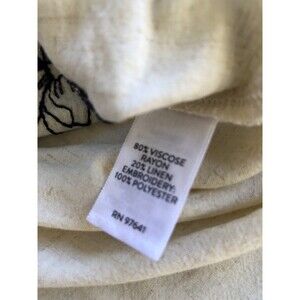 80% VISCOSE
RAYON
20% LINEN
EMBROIDERY:
100% POLYESTER
RN 97641